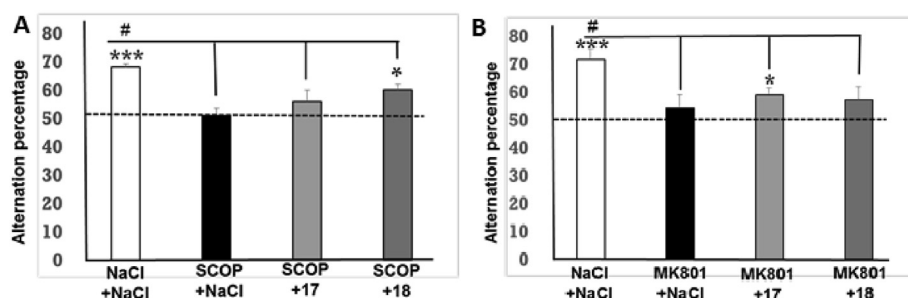 A
#
***
*
Alternation percentage
80
70
60
50
40
30
20
10
0
NaCl
+NaCl
SCOP
+NaCl
SCOP
+17
SCOP
+18
B
#
***
*
Alternation percentage
80
70
60
50
40
30
20
10
0
NaCl
+NaCl
MK801
+NaCl
MK801
+17
MK801
+18